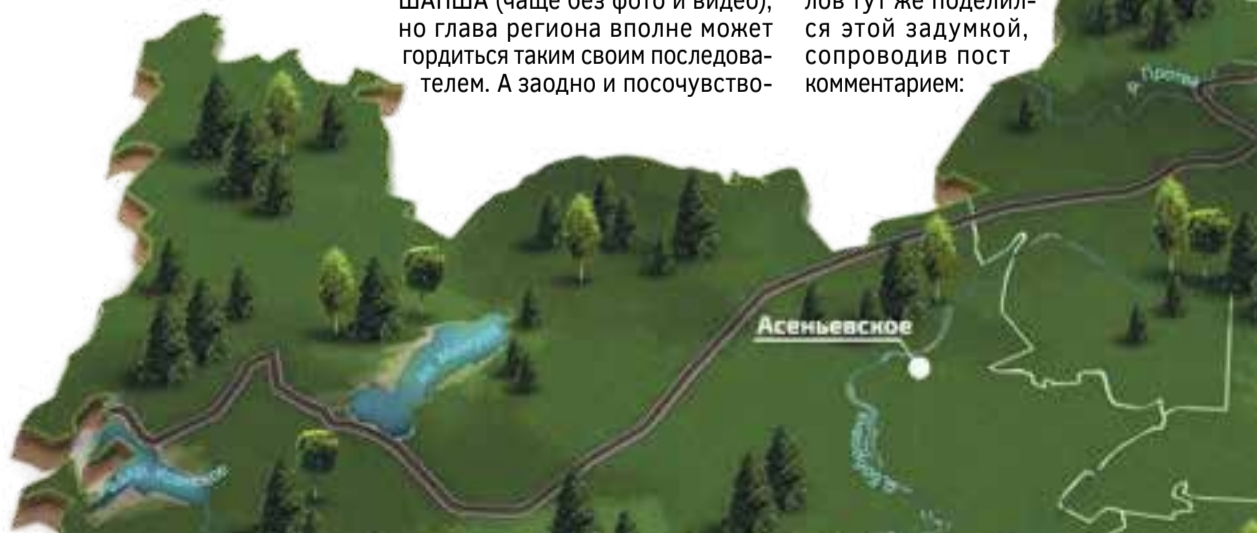 ШАПША (чаще без фото и видео),
но глава региона вполне может
гордиться таким своим последова-
телем. А заодно и посочувство-
лов тут же поделил-
ся этой задумкой,
сопроводив пост
комментарием:
р. Протва
Асеньевское